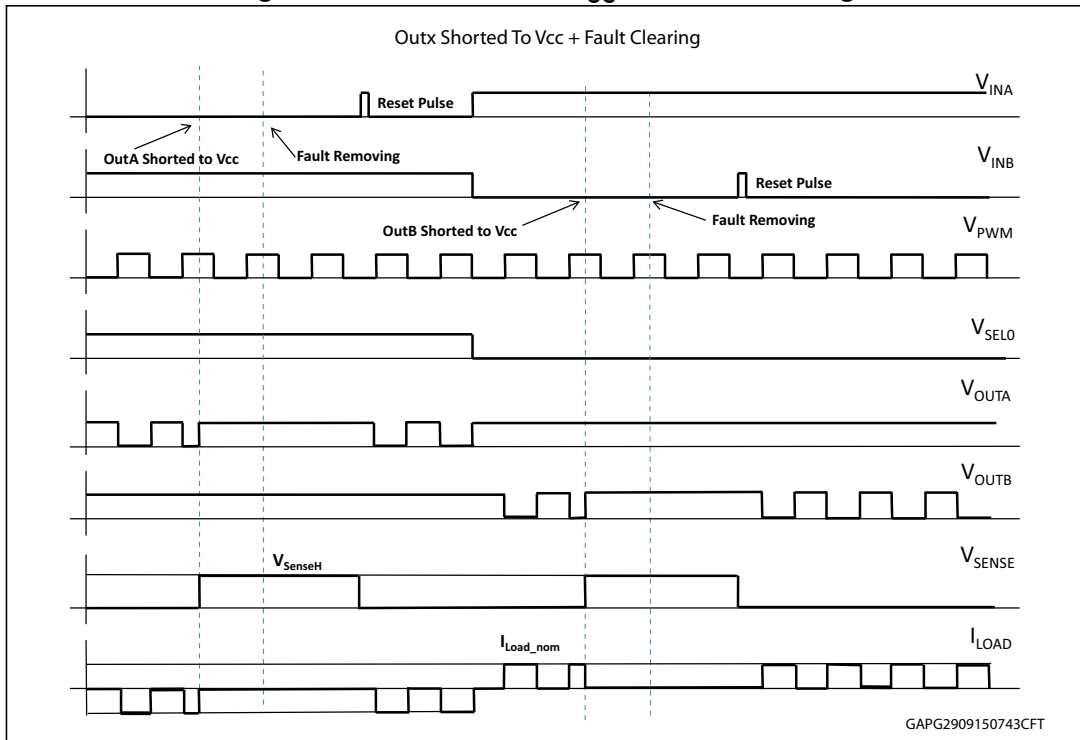 Outx Shorted To Vcc + Fault Clearing
VINA
Reset Pulse
OutA Shorted to Vcc
Fault Removing
VINB
Reset Pulse
OutB Shorted to Vcc
Fault Removing
VPWM
VSEL0
VOUTA
VOUTB
VSENSE
VSenseH
ILOAD
ILoad_nom
GAPG2909150743CFT